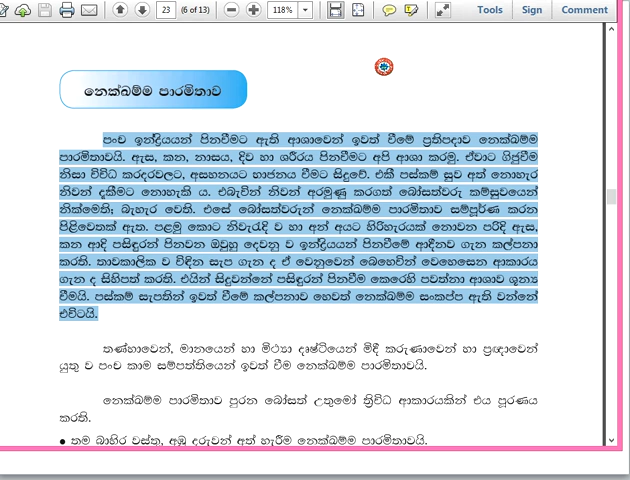 23 (6 of 13) 118% Tools Sign Comment
නෙක්ඛම්ම පාරමිතාව
පංච ඉන්ද්‍රියයන් පිනවීමට ඇති ආශාවෙන් ඉවත් වීමේ ප්‍රතිපදාව නෙක්ඛම්ම
පාරමිතාවයි. ඇස, කන, නාසය, දිව හා ශරීරය පිනවීමට අපි ආශා කරමු. ඒවාට ගිජුවීම
නිසා විවිධ කරදරවලට, අසහනයට භාජනය වීමට සිදුවේ. එකී පස්කම් සුව අත් නොහැර
නිවන් දැකීමට නොහැකි ය. එබැවින් නිවන් අරමුණු කරගත් බෝසත්වරු කම්සුවයෙන්
නික්මෙති; බැහැර වෙති. එසේ බෝසත්වරුන් නෙක්ඛම්ම පාරමිතාව සම්පූර්ණ කරන
පිළිවෙතක් ඇත. පළමු කොට නිවැරැදි ව හා අන් අයට හිරිහැරයක් නොවන පරිදි ඇස,
කන ආදි පසිඳුරන් පිනවන ඔවුහු දෙවනු ව ඉන්ද්‍රියයන් පිනවීමේ ආදීනව ගැන කල්පනා
කරති. තාවකාලික ව විඳින සැප ගැන ද ඒ වෙනුවෙන් බෙහෙවින් වෙහෙසෙන ආකාරය
ගැන ද සිහිපත් කරති. එයින් සිදුවන්නේ පසිඳුරන් පිනවීම කෙරෙහි පවත්නා ආශාව ශූන්‍ය
වීමයි. පස්කම් සැපතින් ඉවත් වීමේ කල්පනාව හෙවත් නෙක්ඛම්ම සංකප්ප ඇති වන්නේ
එවිටයි.
තණ්හාවෙන්, මානයෙන් හා මිථ්‍යා දෘෂ්ටියෙන් මිදී කරුණාවෙන් හා ප්‍රඥාවෙන්
යුතු ව පංච කාම සම්පත්තියෙන් ඉවත් වීම නෙක්ඛම්ම පාරමිතාවයි.
නෙක්ඛම්ම පාරමිතාව පුරන බෝසත් උතුමෝ ත්‍රිවිධ ආකාරයකින් එය පූරණය
කරති.
● තම බාහිර වස්තු, අඹු දරුවන් අත් හැරීම නෙක්ඛම්ම පාරමිතාවයි.